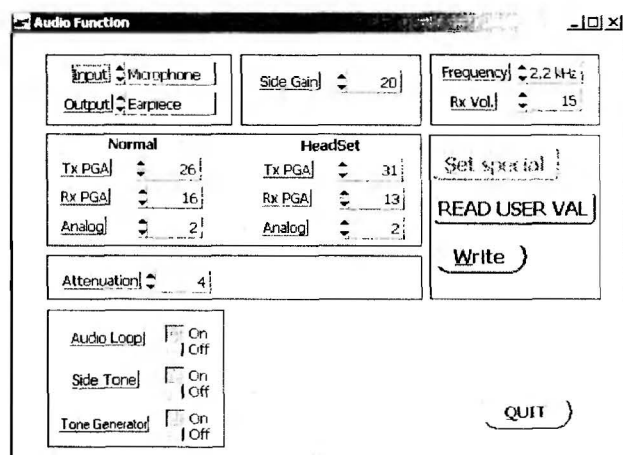 Audio Function
Input Microphone
Output Earpiece
Side Gain 20
Frequency 2,2 kHz
Rx Vol. 15
Normal HeadSet
Tx PGA 26 Tx PGA 31
Rx PGA 16 Rx PGA 13
Analog 2 Analog 2
Set special
READ USER VAL
Write
Attenuation 4
Audio Loop On
Off
Side Tone On
Off
Tone Generator On
Off
QUIT